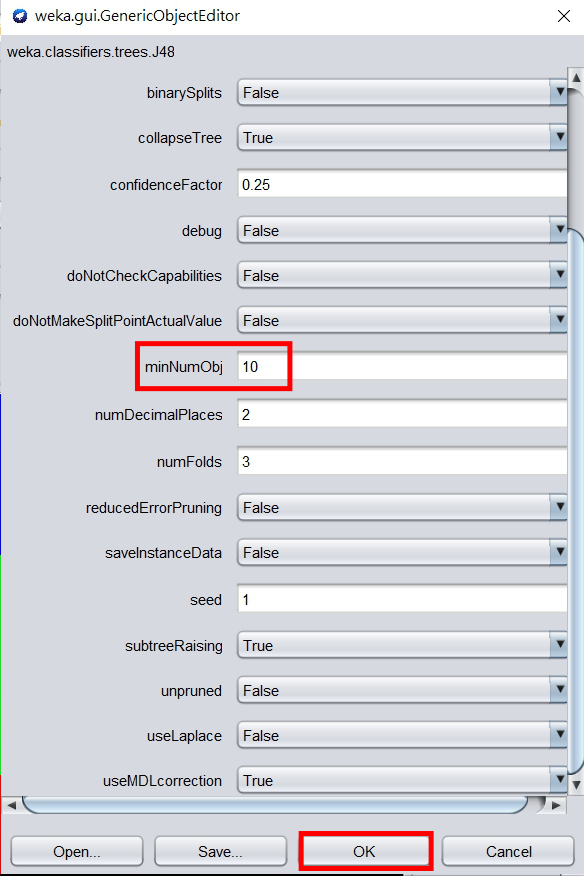 weka.gui.GenericObjectEditor
weka.classifiers.trees.J48
binarySplits False
collapseTree True
confidenceFactor 0.25
debug False
doNotCheckCapabilities False
doNotMakeSplitPointActualValue False
minNumObj 10
numDecimalPlaces 2
numFolds 3
reducedErrorPruning False
saveInstanceData False
seed 1
subtreeRaising True
unpruned False
useLaplace False
useMDLcorrection True
Open... Save... OK Cancel